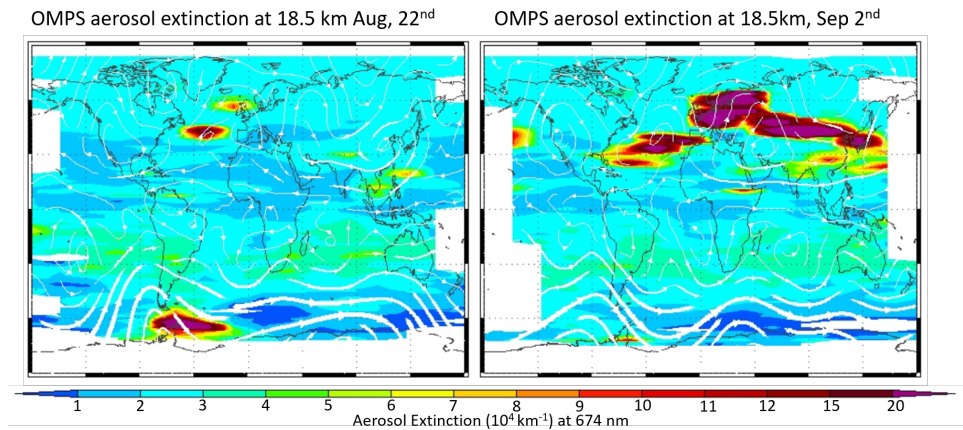 OMPS aerosol extinction at 18.5 km Aug, 22nd
OMPS aerosol extinction at 18.5km, Sep 2nd
1 2 3 4 5 6 7 8 9 10 11 12 15 20
Aerosol Extinction (10⁴ km⁻¹) at 674 nm